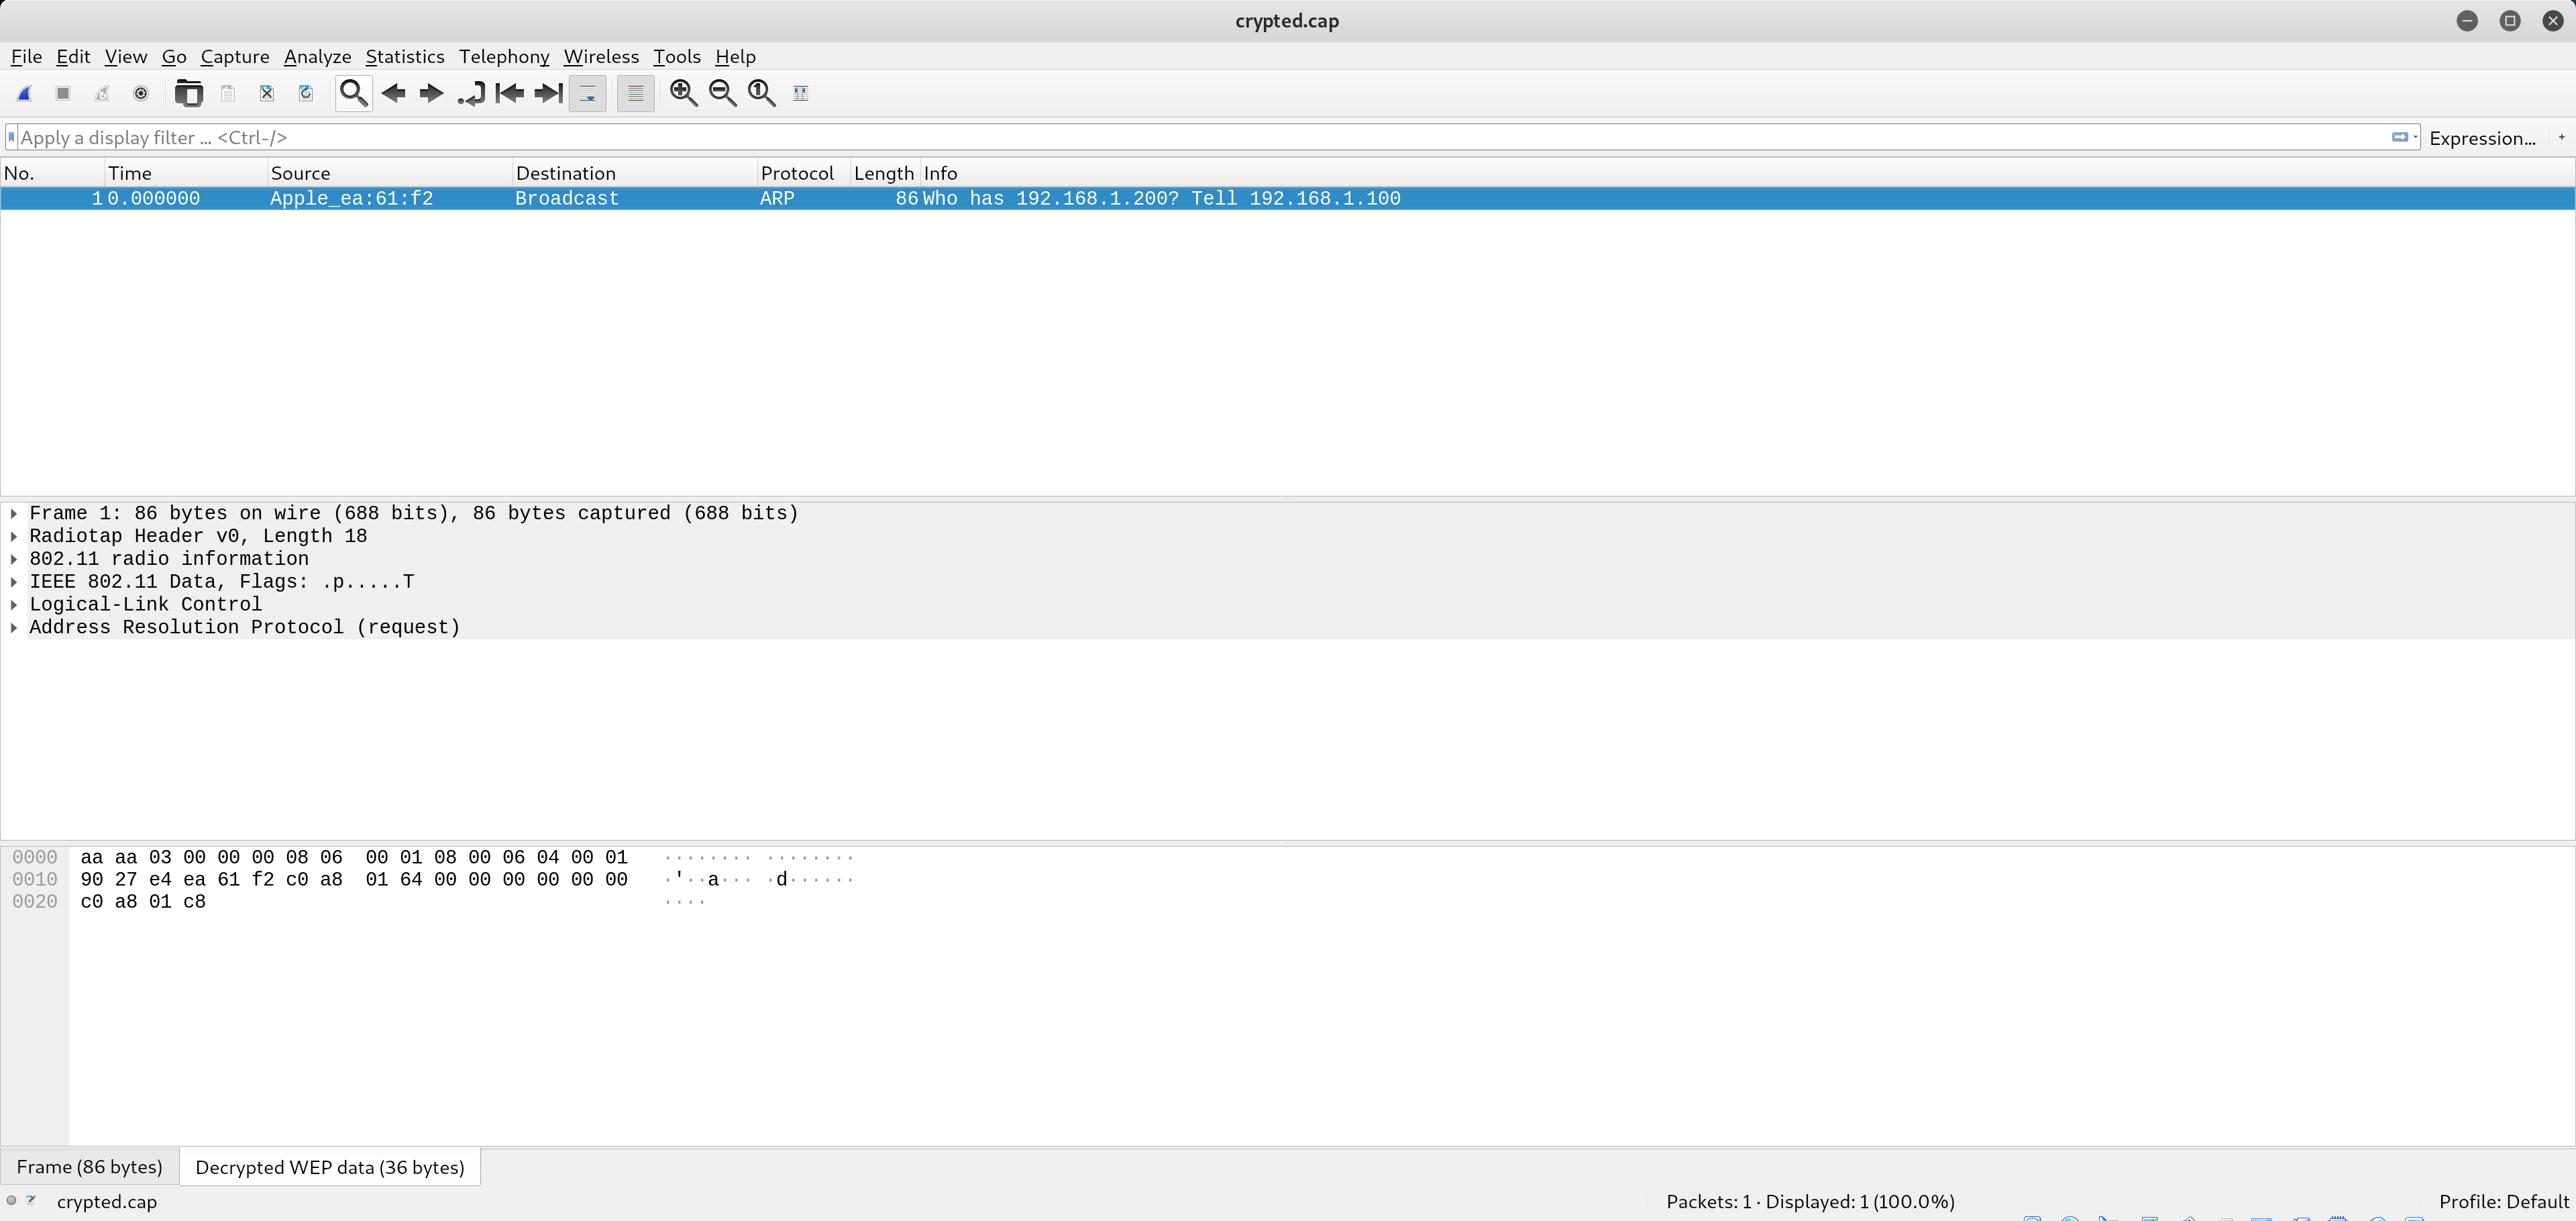 crypted.cap
File Edit View Go Capture Analyze Statistics Telephony Wireless Tools Help
Apply a display filter ... <Ctrl-/>
Expression... +
No. Time Source Destination Protocol Length Info
1 0.000000 Apple_ea:61:f2 Broadcast ARP 86 Who has 192.168.1.200? Tell 192.168.1.100
Frame 1: 86 bytes on wire (688 bits), 86 bytes captured (688 bits)
Radiotap Header v0, Length 18
802.11 radio information
IEEE 802.11 Data, Flags: .p.....T
Logical-Link Control
Address Resolution Protocol (request)
0000 aa aa 03 00 00 00 08 06 00 01 08 00 06 04 00 01 ········ ········
0010 90 27 e4 ea 61 f2 c0 a8 01 64 00 00 00 00 00 00 ·'··a··· ·d······
0020 c0 a8 01 c8 ····
Frame (86 bytes) Decrypted WEP data (36 bytes)
crypted.cap Packets: 1 · Displayed: 1 (100.0%) Profile: Default